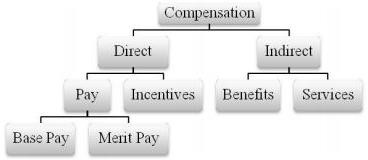 Compensation
Direct Indirect
Pay Incentives Benefits Services
Base Pay Merit Pay